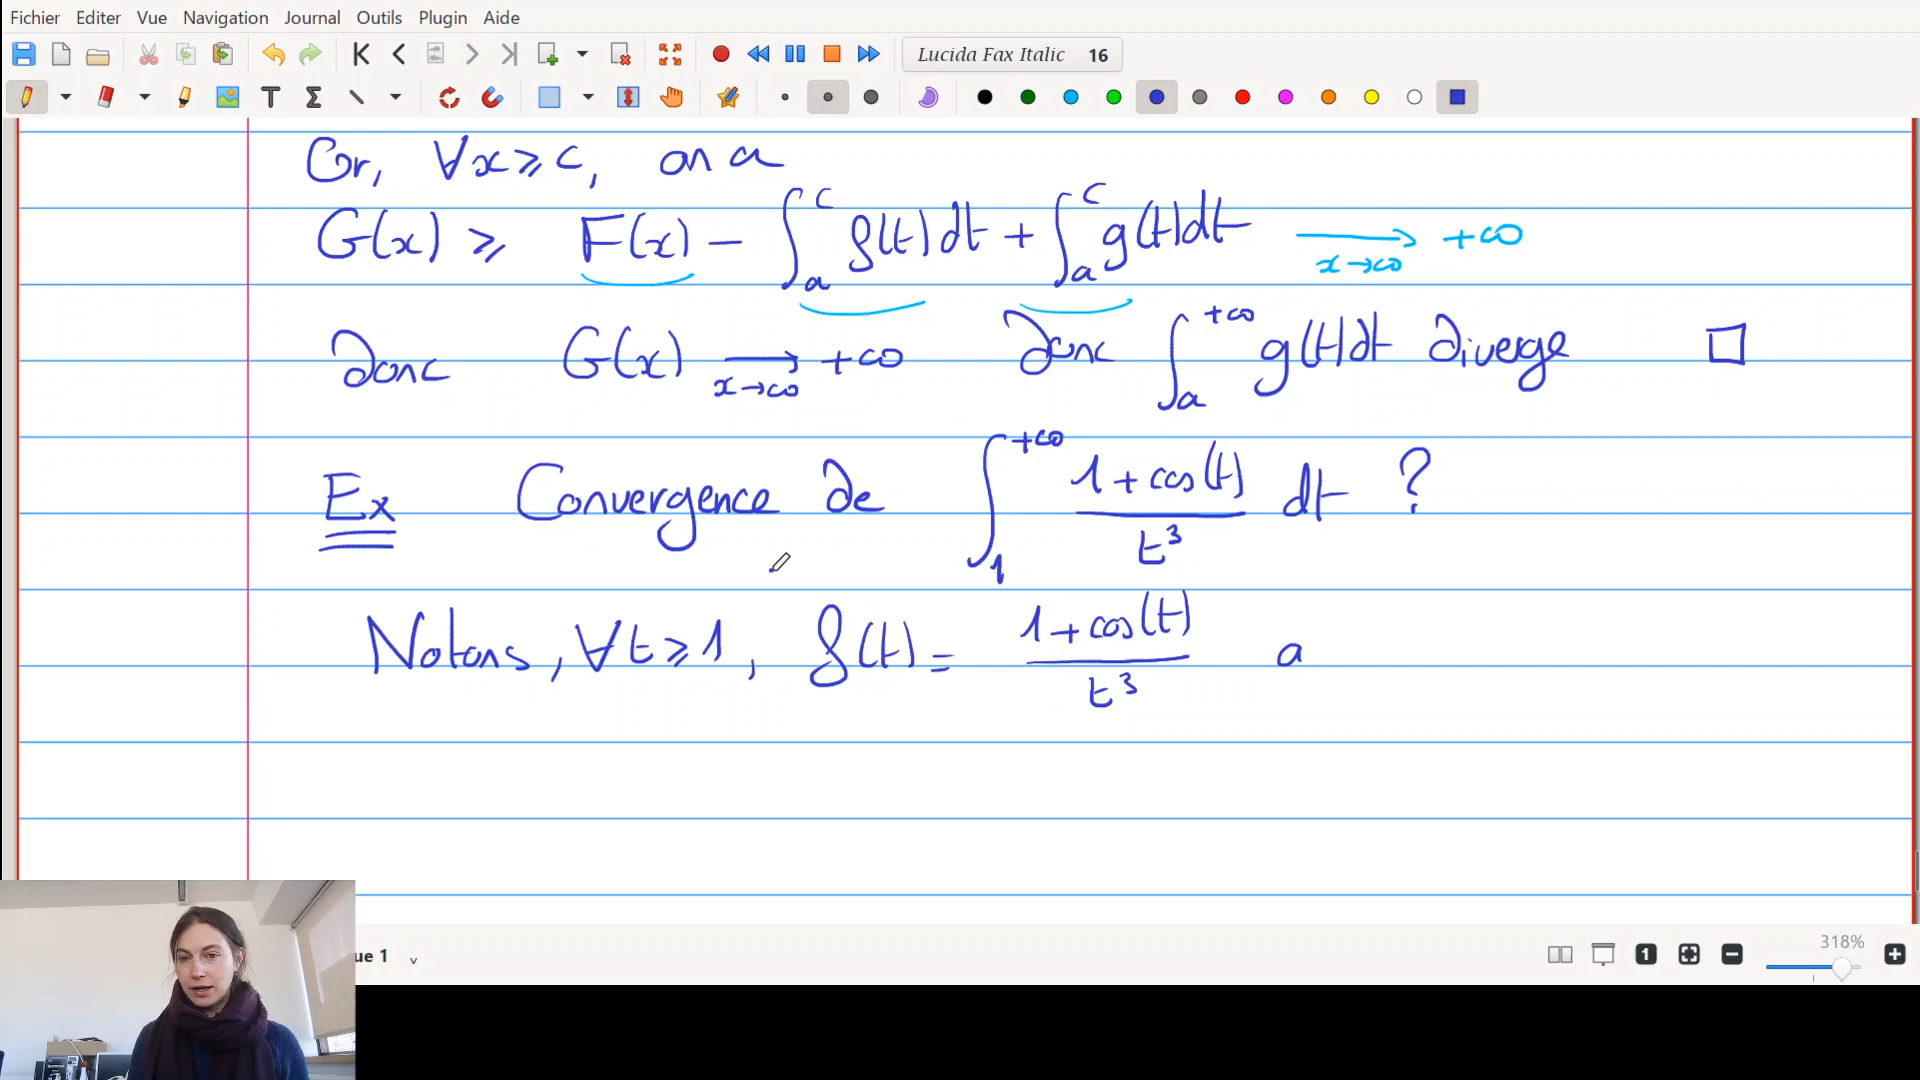 Fichier Editer Vue Navigation Journal Outils Plugin Aide
Lucida Fax Italic 16
Or, ∀x ≥ c, on a
G(x) ≥ F(x) - ∫_a^c f(t)dt + ∫_a^c g(t)dt ⟶_{x→∞} +∞
Donc G(x) ⟶_{x→∞} +∞ Donc ∫_a^{+∞} g(t)dt diverge □
Ex Convergence de ∫_1^{+∞} (1+cos(t))/t³ dt ?
Notons, ∀t ≥ 1, f(t) = (1+cos(t))/t³ a
ue 1
318%